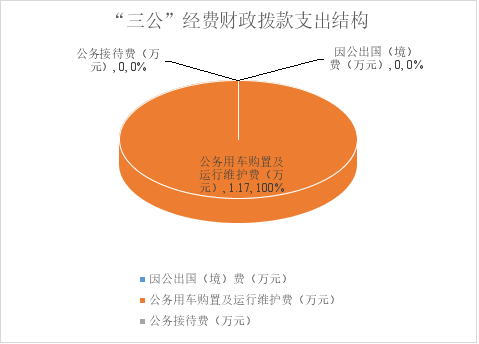 “三公”经费财政拨款支出结构
公务接待费（万
元）, 0, 0%
因公出国（境）
费（万元）, 0, 0%
公务用车购置及
运行维护费（万
元）, 1.17, 100%
因公出国（境）费（万元）
公务用车购置及运行维护费（万元）
公务接待费（万元）